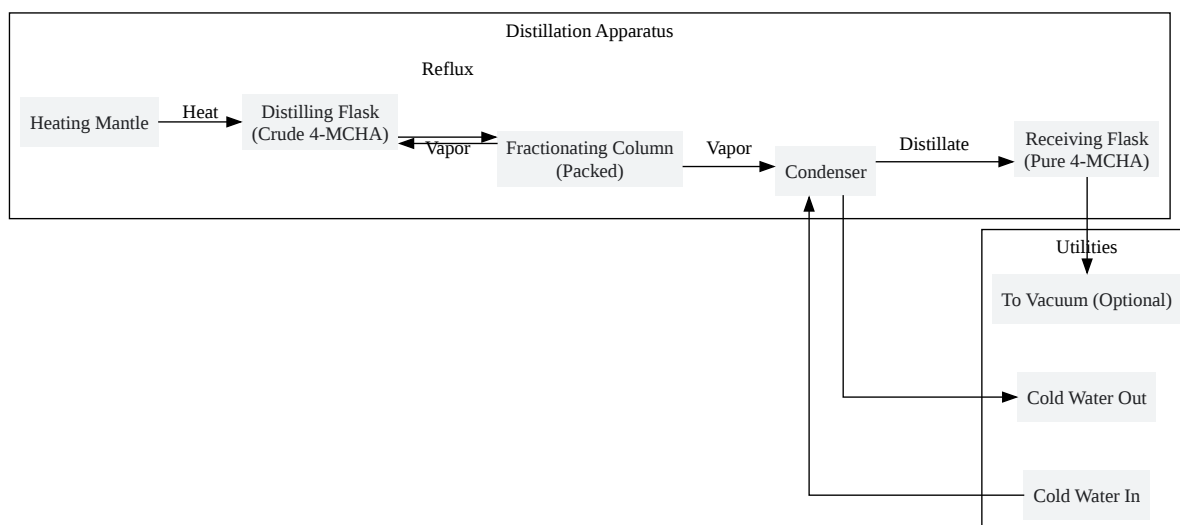 Distillation Apparatus
Reflux
Heating Mantle
Heat
Distilling Flask
(Crude 4-MCHA)
Vapor
Fractionating Column
(Packed)
Vapor
Condenser
Distillate
Receiving Flask
(Pure 4-MCHA)
Utilities
To Vacuum (Optional)
Cold Water Out
Cold Water In